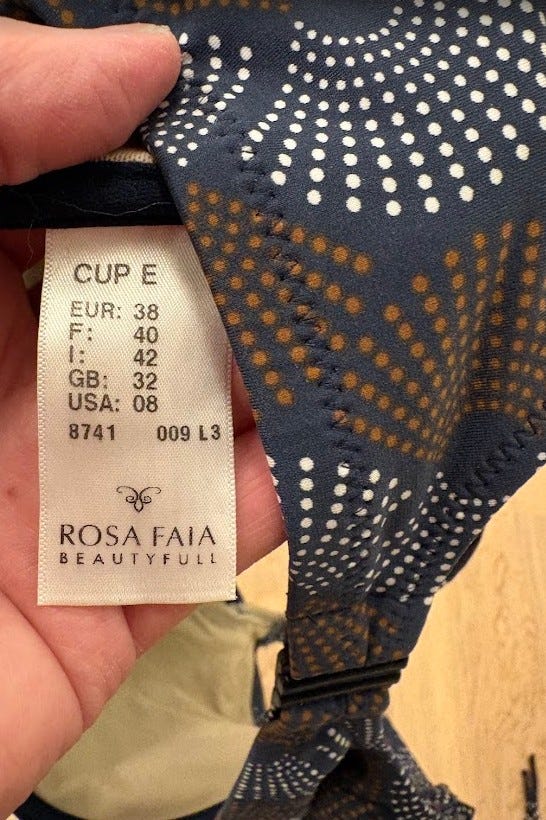 CUP E
EUR: 38
F: 40
I: 42
GB: 32
USA: 08
8741 009 L3
ROSA FAIA
BEAUTYFULL